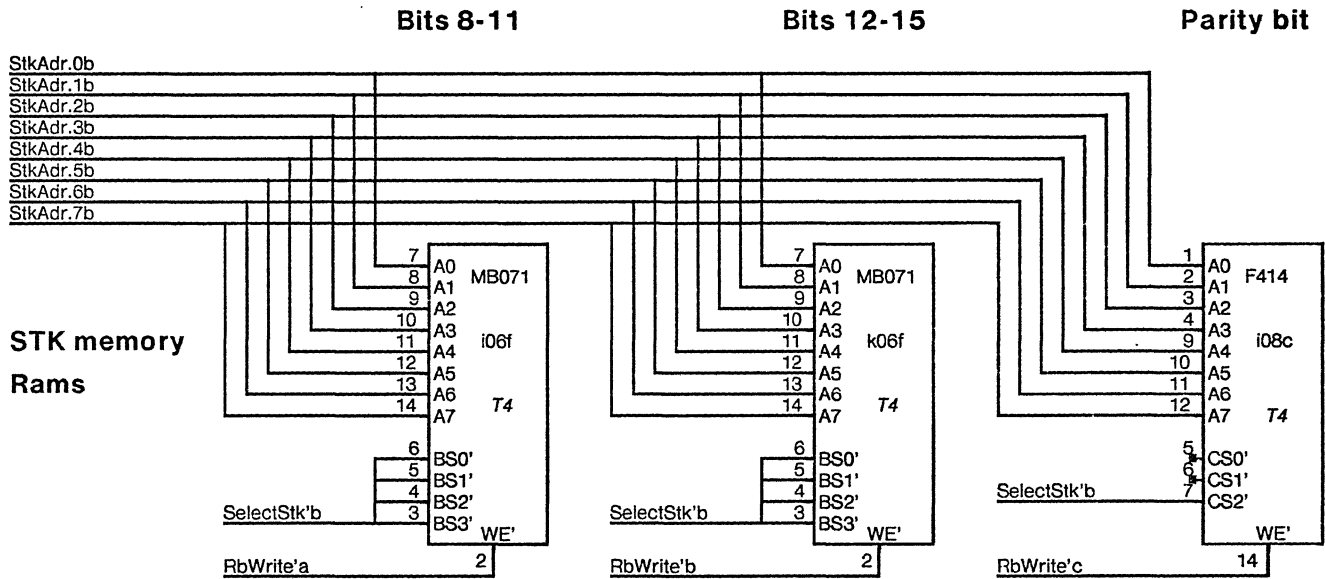 Bits 8-11 Bits 12-15 Parity bit
StkAdr.0b
StkAdr.1b
StkAdr.2b
StkAdr.3b
StkAdr.4b
StkAdr.5b
StkAdr.6b
StkAdr.7b
STK memory
Rams
7 A0 MB071
8 A1
9 A2
10 A3 i06f
11 A4
12 A5
13 A6 T4
14 A7
6 BS0'
5 BS1'
4 BS2'
SelectStk'b 3 BS3'
WE'
RbWrite'a 2
7 A0 MB071
8 A1
9 A2
10 A3 k06f
11 A4
12 A5
13 A6 T4
14 A7
6 BS0'
5 BS1'
4 BS2'
SelectStk'b 3 BS3'
WE'
RbWrite'b 2
1 A0 F414
2 A1
3 A2
4 A3 i08c
9 A4
10 A5
11 A6
12 A7 T4
5 CS0'
6 CS1'
SelectStk'b 7 CS2'
WE'
RbWrite'c 14